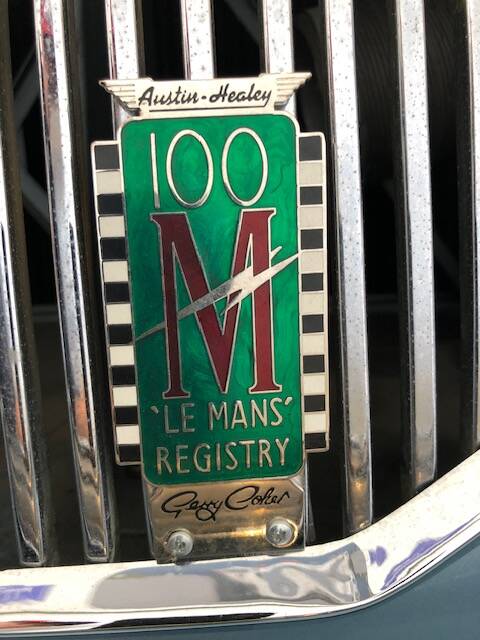 Austin-Healey
100
M
'LE MANS'
REGISTRY
Gerry Coker